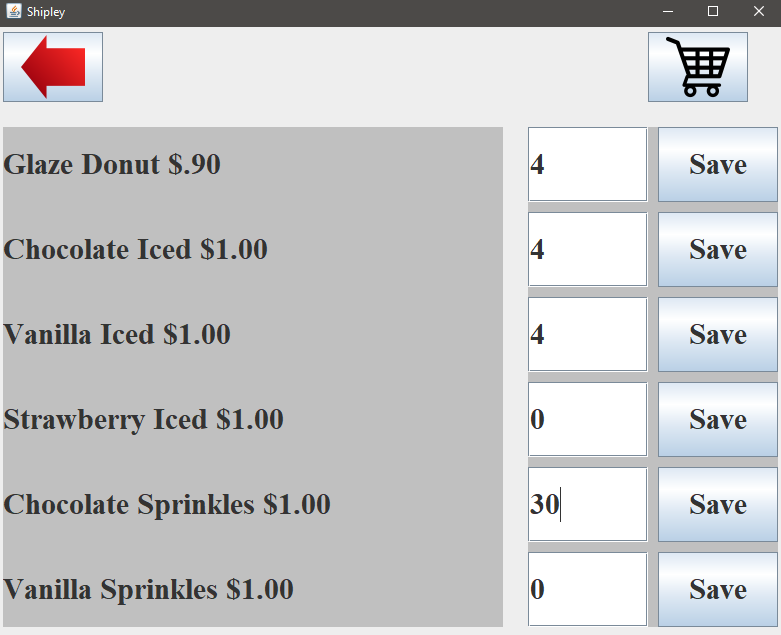 Shipley
Glaze Donut $.90 4 Save
Chocolate Iced $1.00 4 Save
Vanilla Iced $1.00 4 Save
Strawberry Iced $1.00 0 Save
Chocolate Sprinkles $1.00 30 Save
Vanilla Sprinkles $1.00 0 Save